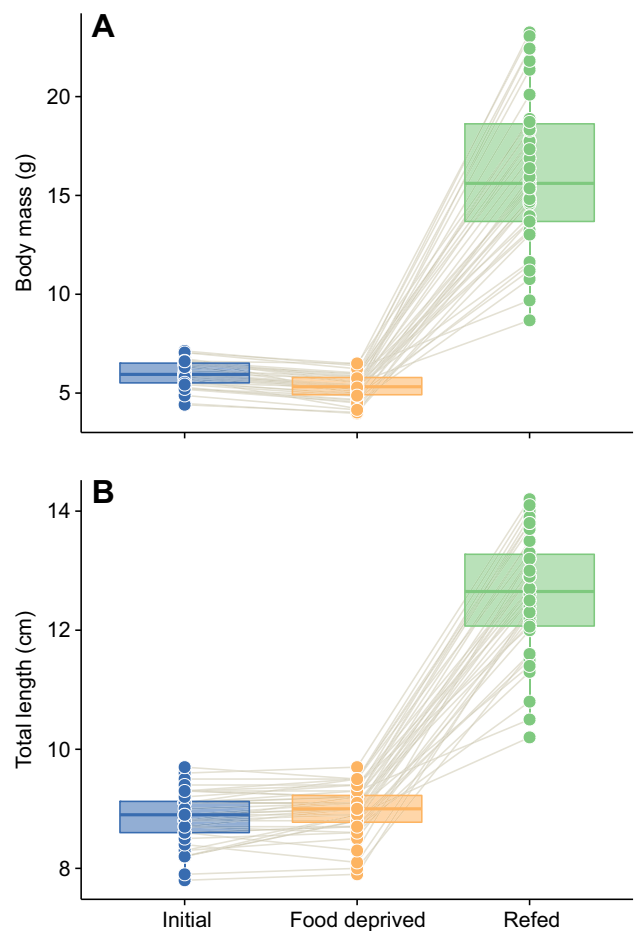 A
20
15
10
5
Body mass (g)
B
14
12
10
8
Total length (cm)
Initial
Food deprived
Refed